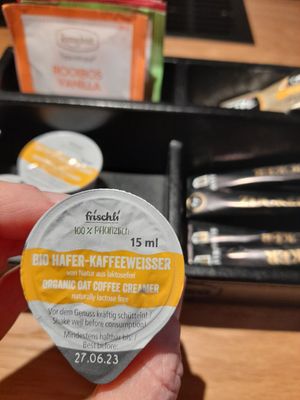 Ronnefeldt
ROOIBOS
VANILLA
frischli
100% PFlanzlich
15 ml
BIO HAFER-KAFFEEWEISSER
von Natur aus laktosefrei
ORGANIC OAT COFFEE CREAMER
naturally lactose free
Vor dem Genuss kräftig schütteln!
Shake well before consumption!
Mindestens haltbar bis /
Best before:
27.06.23